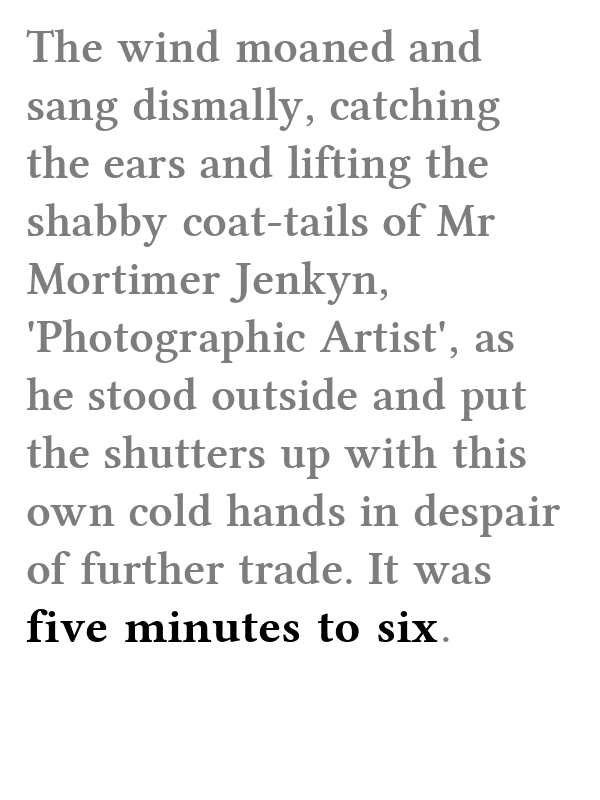 The wind moaned and
sang dismally, catching
the ears and lifting the
shabby coat-tails of Mr
Mortimer Jenkyn,
'Photographic Artist', as
he stood outside and put
the shutters up with this
own cold hands in despair
of further trade. It was
five minutes to six.